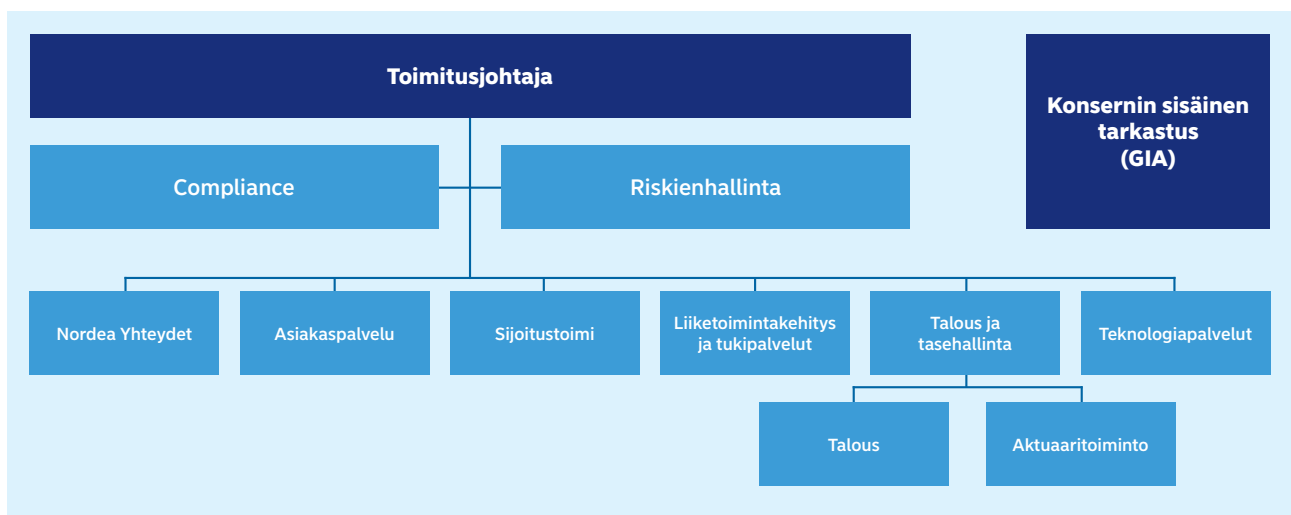 Toimitusjohtaja
Konsernin sisäinen
tarkastus
(GIA)
Compliance
Riskienhallinta
Nordea Yhteydet
Asiakaspalvelu
Sijoitustoimi
Liiketoimintakehitys
ja tukipalvelut
Talous ja
tasehallinta
Teknologiapalvelut
Talous
Aktuaaritoiminto